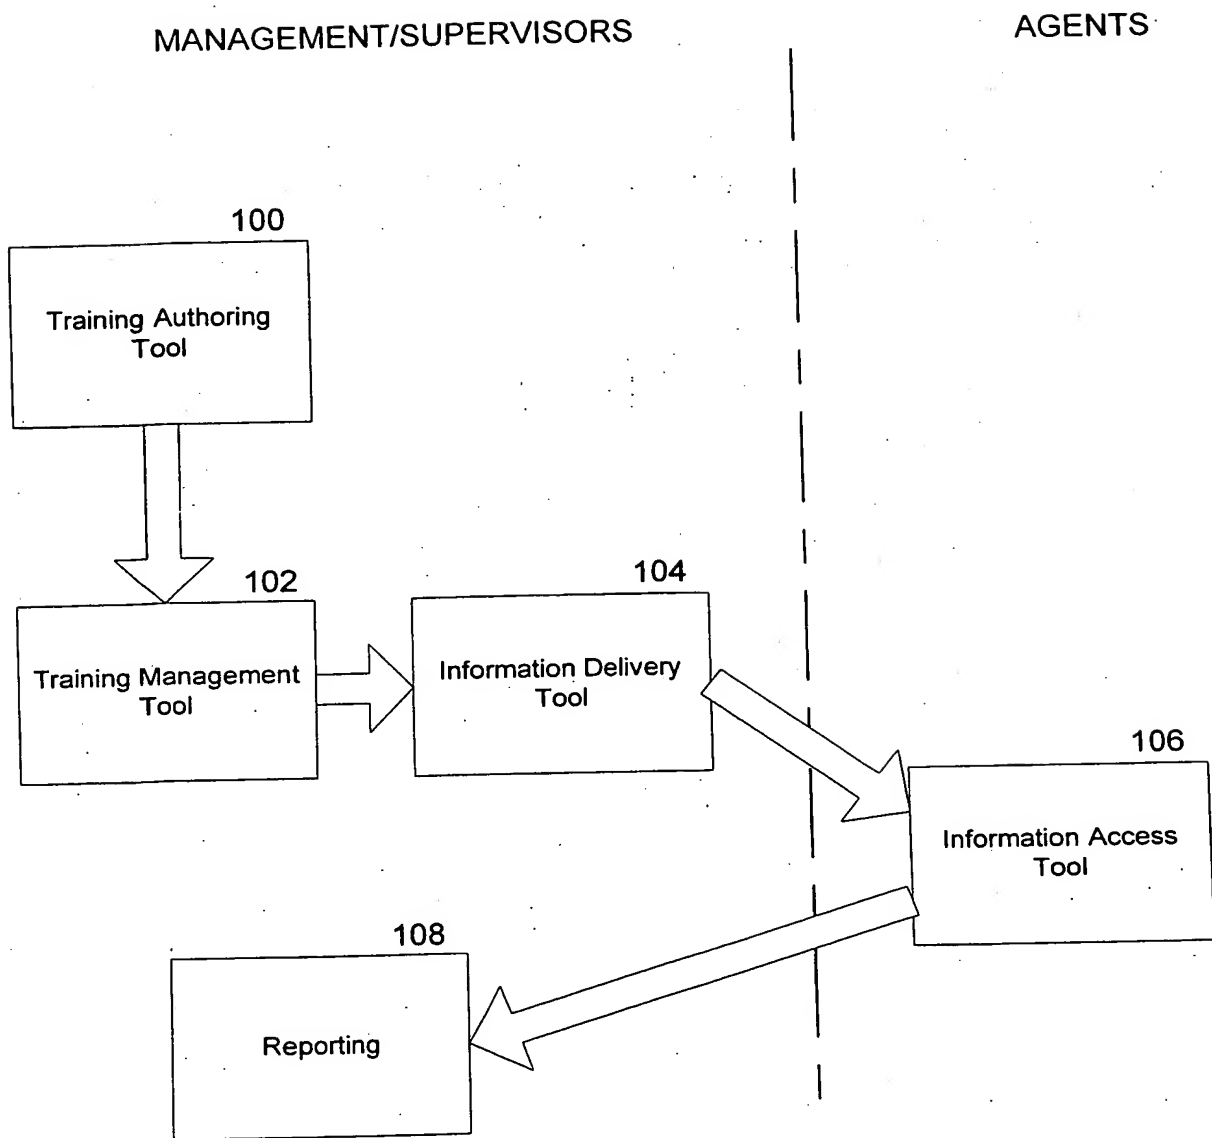 MANAGEMENT/SUPERVISORS
AGENTS
100
Training Authoring
Tool
102
Training Management
Tool
104
Information Delivery
Tool
106
Information Access
Tool
108
Reporting